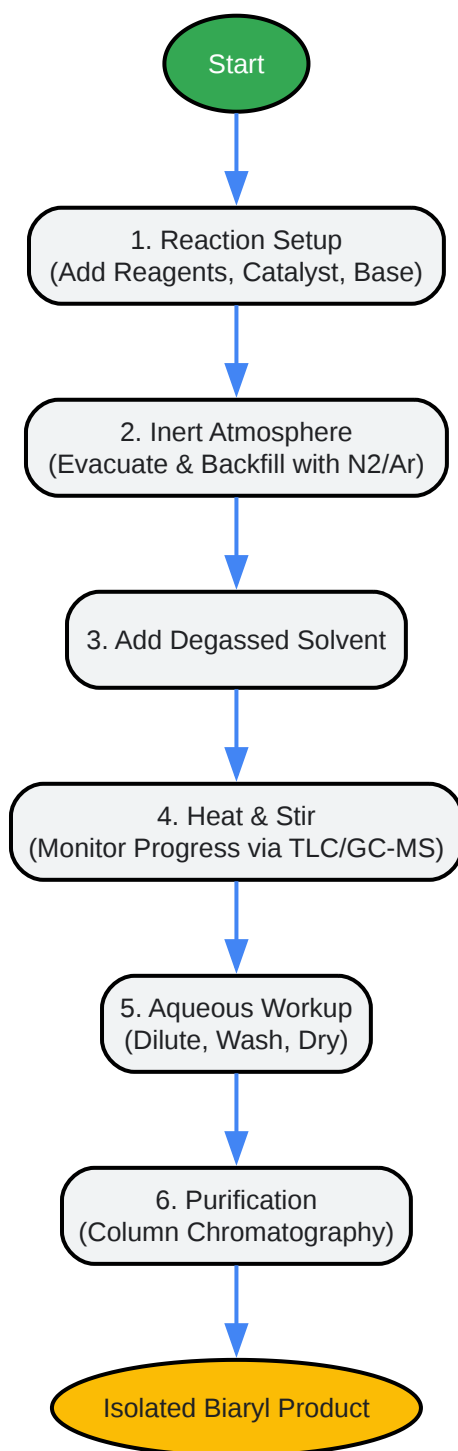 Start
1. Reaction Setup
(Add Reagents, Catalyst, Base)
2. Inert Atmosphere
(Evacuate & Backfill with N2/Ar)
3. Add Degassed Solvent
4. Heat & Stir
(Monitor Progress via TLC/GC-MS)
5. Aqueous Workup
(Dilute, Wash, Dry)
6. Purification
(Column Chromatography)
Isolated Biaryl Product